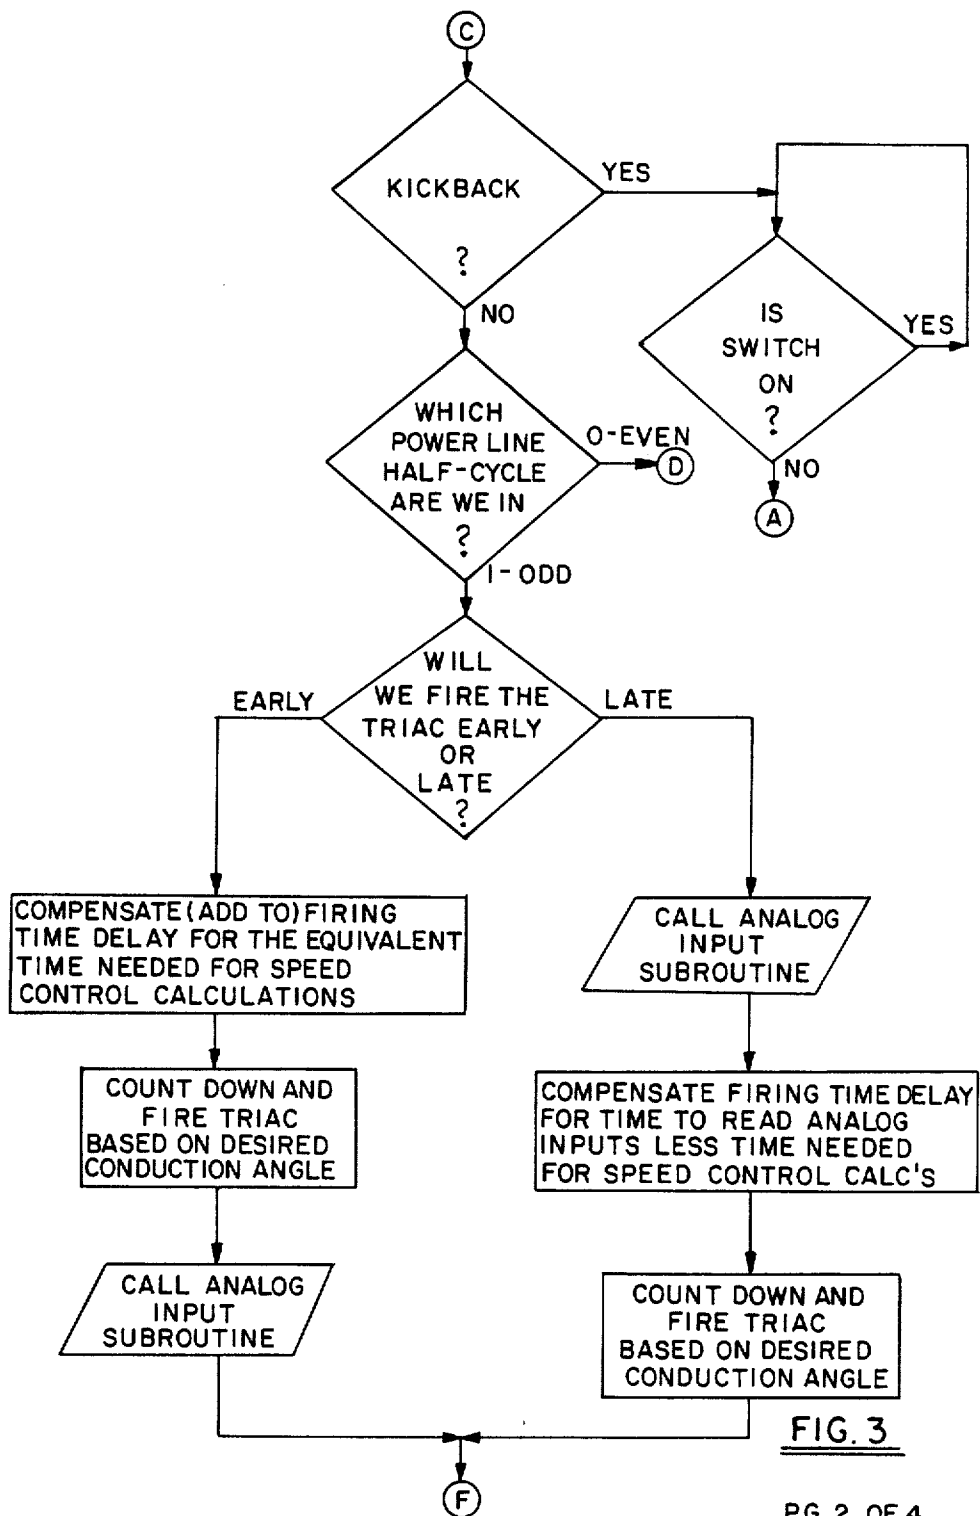 C
KICKBACK
?
YES
NO
IS
SWITCH
ON
?
YES
NO
A
WHICH
POWER LINE
HALF-CYCLE
ARE WE IN
?
0-EVEN
D
1-ODD
WILL
WE FIRE THE
TRIAC EARLY
OR
LATE
?
EARLY
LATE
COMPENSATE (ADD TO) FIRING
TIME DELAY FOR THE EQUIVALENT
TIME NEEDED FOR SPEED
CONTROL CALCULATIONS
COUNT DOWN AND
FIRE TRIAC
BASED ON DESIRED
CONDUCTION ANGLE
CALL ANALOG
INPUT
SUBROUTINE
CALL ANALOG
INPUT
SUBROUTINE
COMPENSATE FIRING TIME DELAY
FOR TIME TO READ ANALOG
INPUTS LESS TIME NEEDED
FOR SPEED CONTROL CALC'S
COUNT DOWN AND
FIRE TRIAC
BASED ON DESIRED
CONDUCTION ANGLE
F
FIG. 3
PG. 2 OF 4